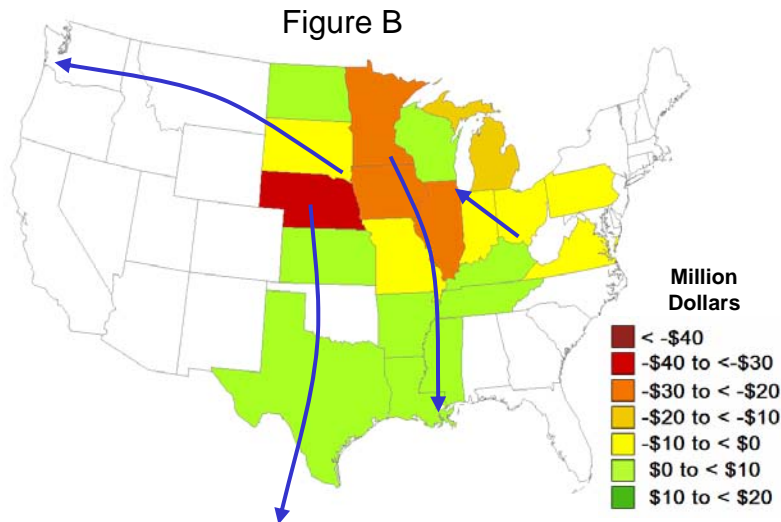 Figure B
Million
Dollars
< -$40
-$40 to <-$30
-$30 to < -$20
-$20 to < -$10
-$10 to < $0
$0 to < $10
$10 to < $20